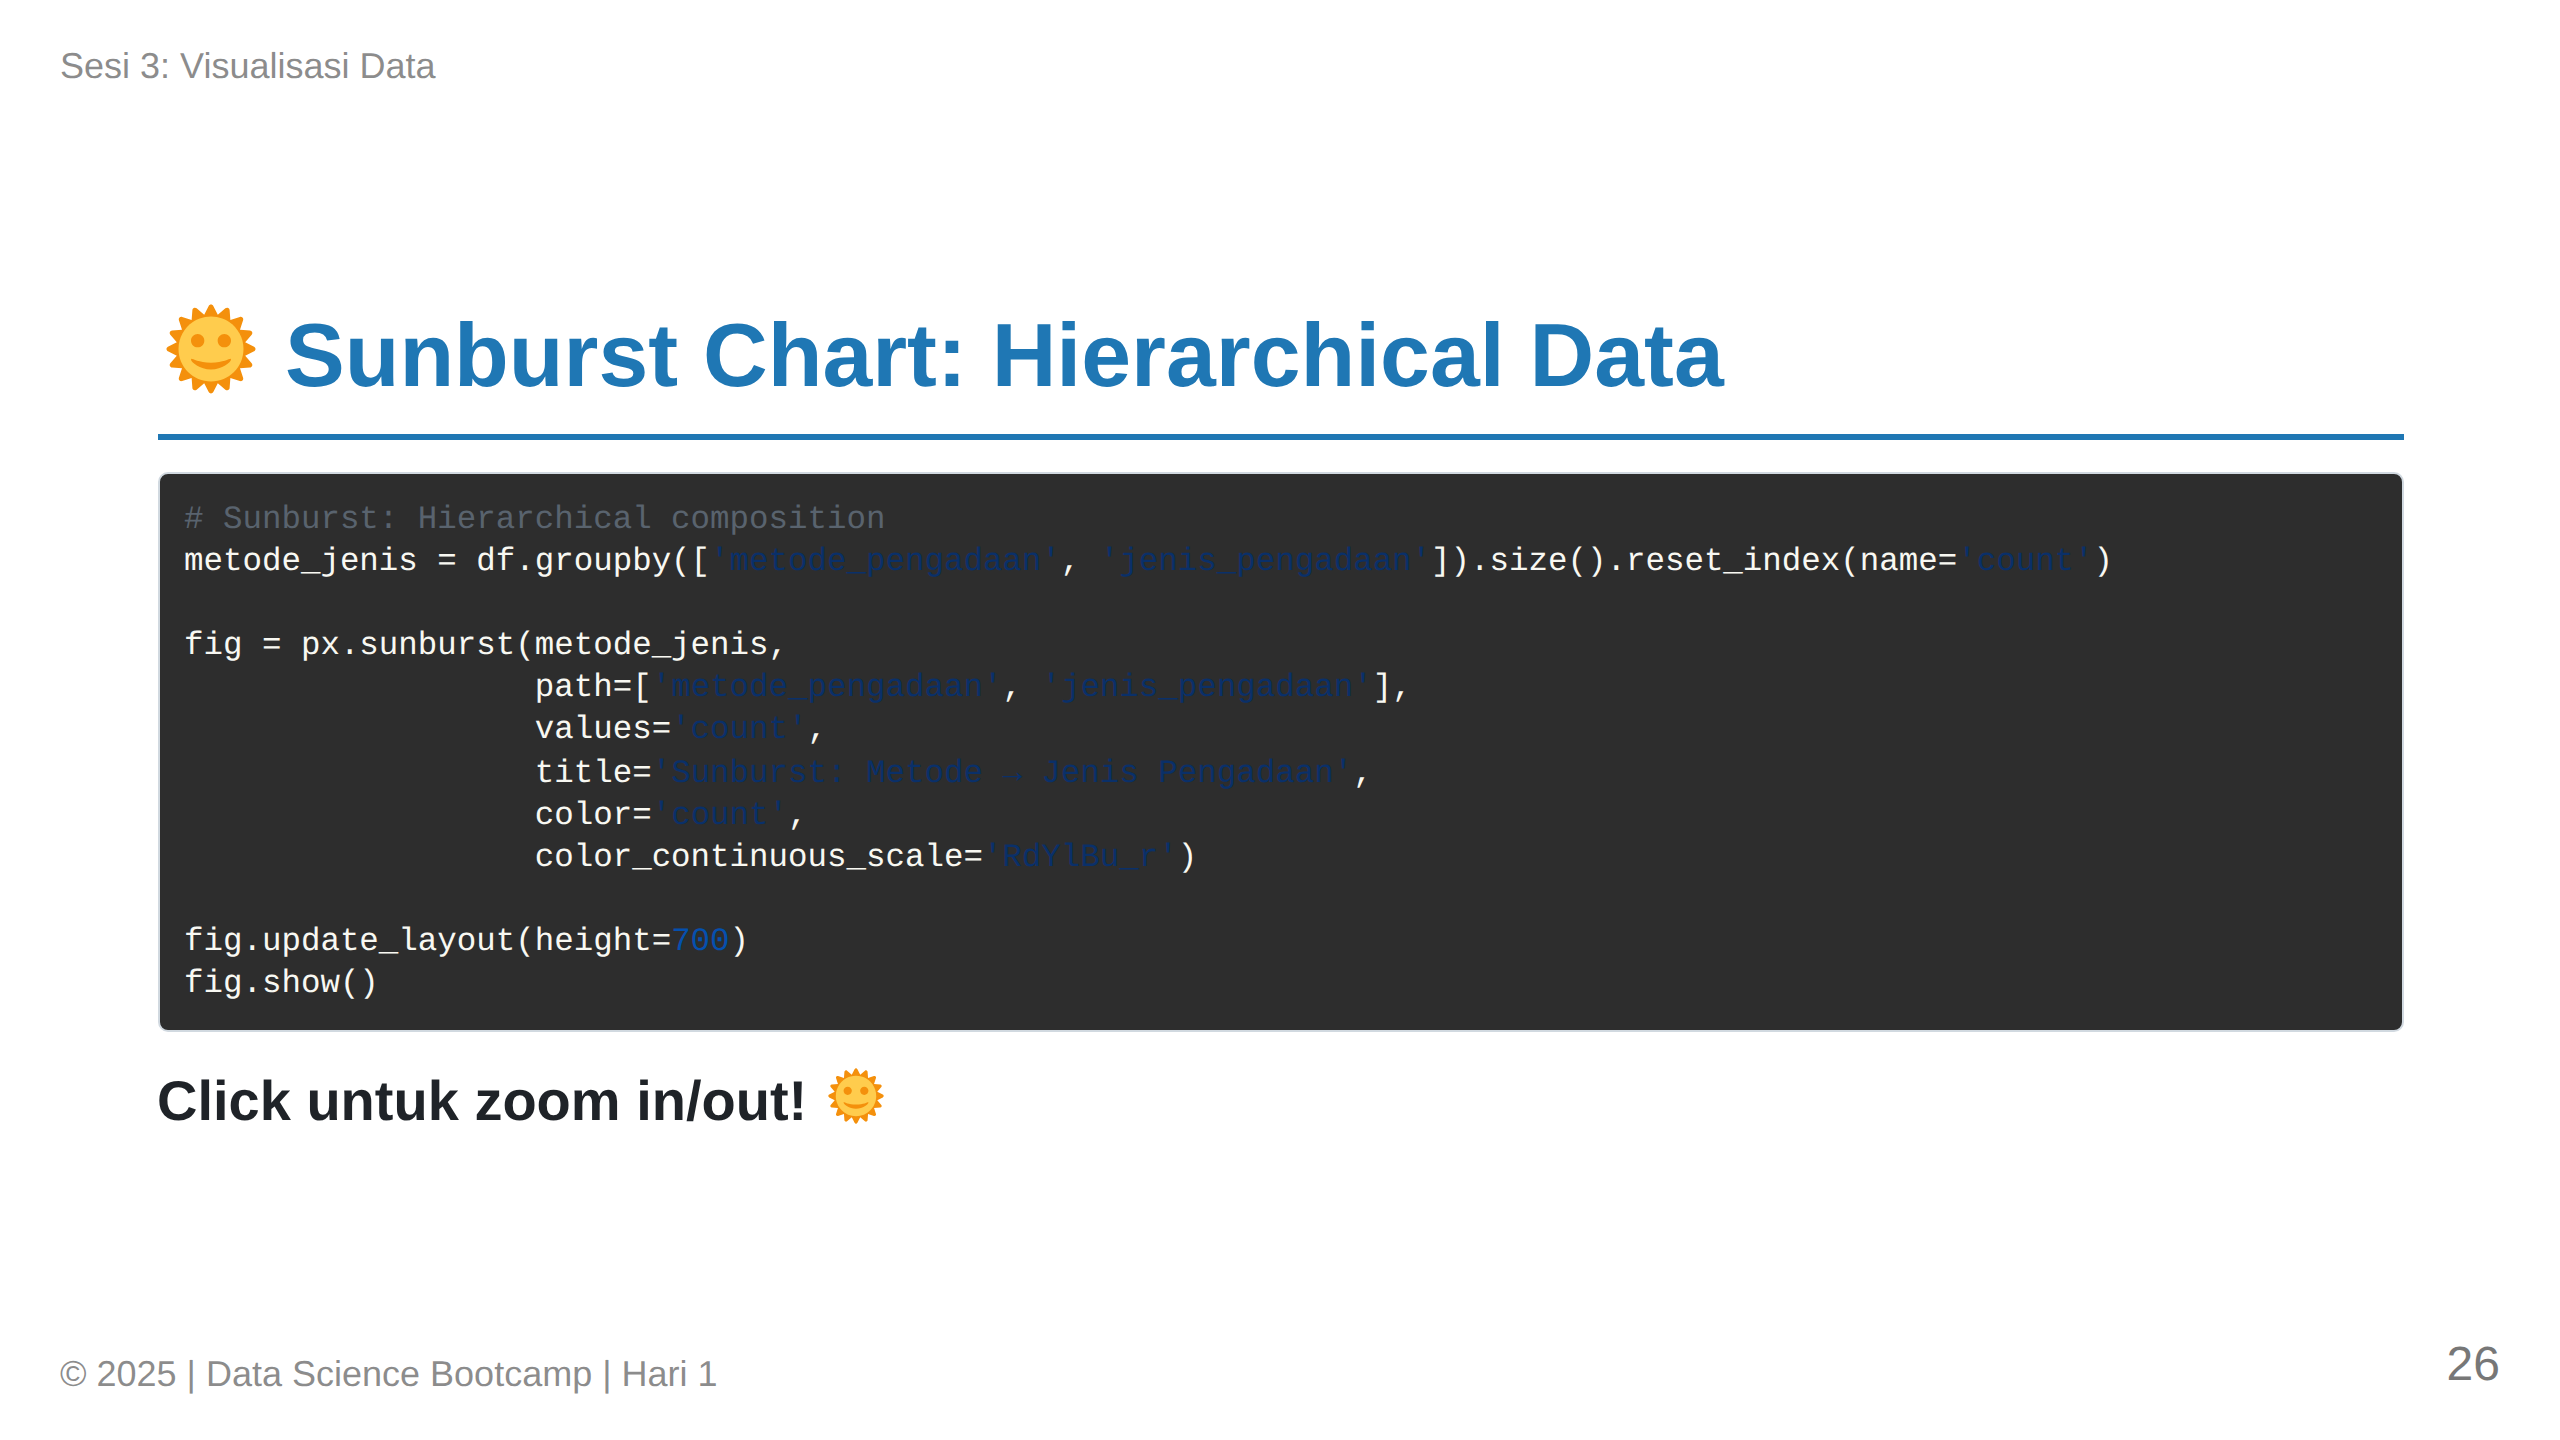 Sesi 3: Visualisasi Data
🌞 Sunburst Chart: Hierarchical Data
# Sunburst: Hierarchical composition
metode_jenis = df.groupby(['metode_pengadaan', 'jenis_pengadaan']).size().reset_index(name='count')
fig = px.sunburst(metode_jenis,
                  path=['metode_pengadaan', 'jenis_pengadaan'],
                  values='count',
                  title='Sunburst: Metode → Jenis Pengadaan',
                  color='count',
                  color_continuous_scale='RdYlBu_r')
fig.update_layout(height=700)
fig.show()
Click untuk zoom in/out! 🌞
© 2025 | Data Science Bootcamp | Hari 1
26